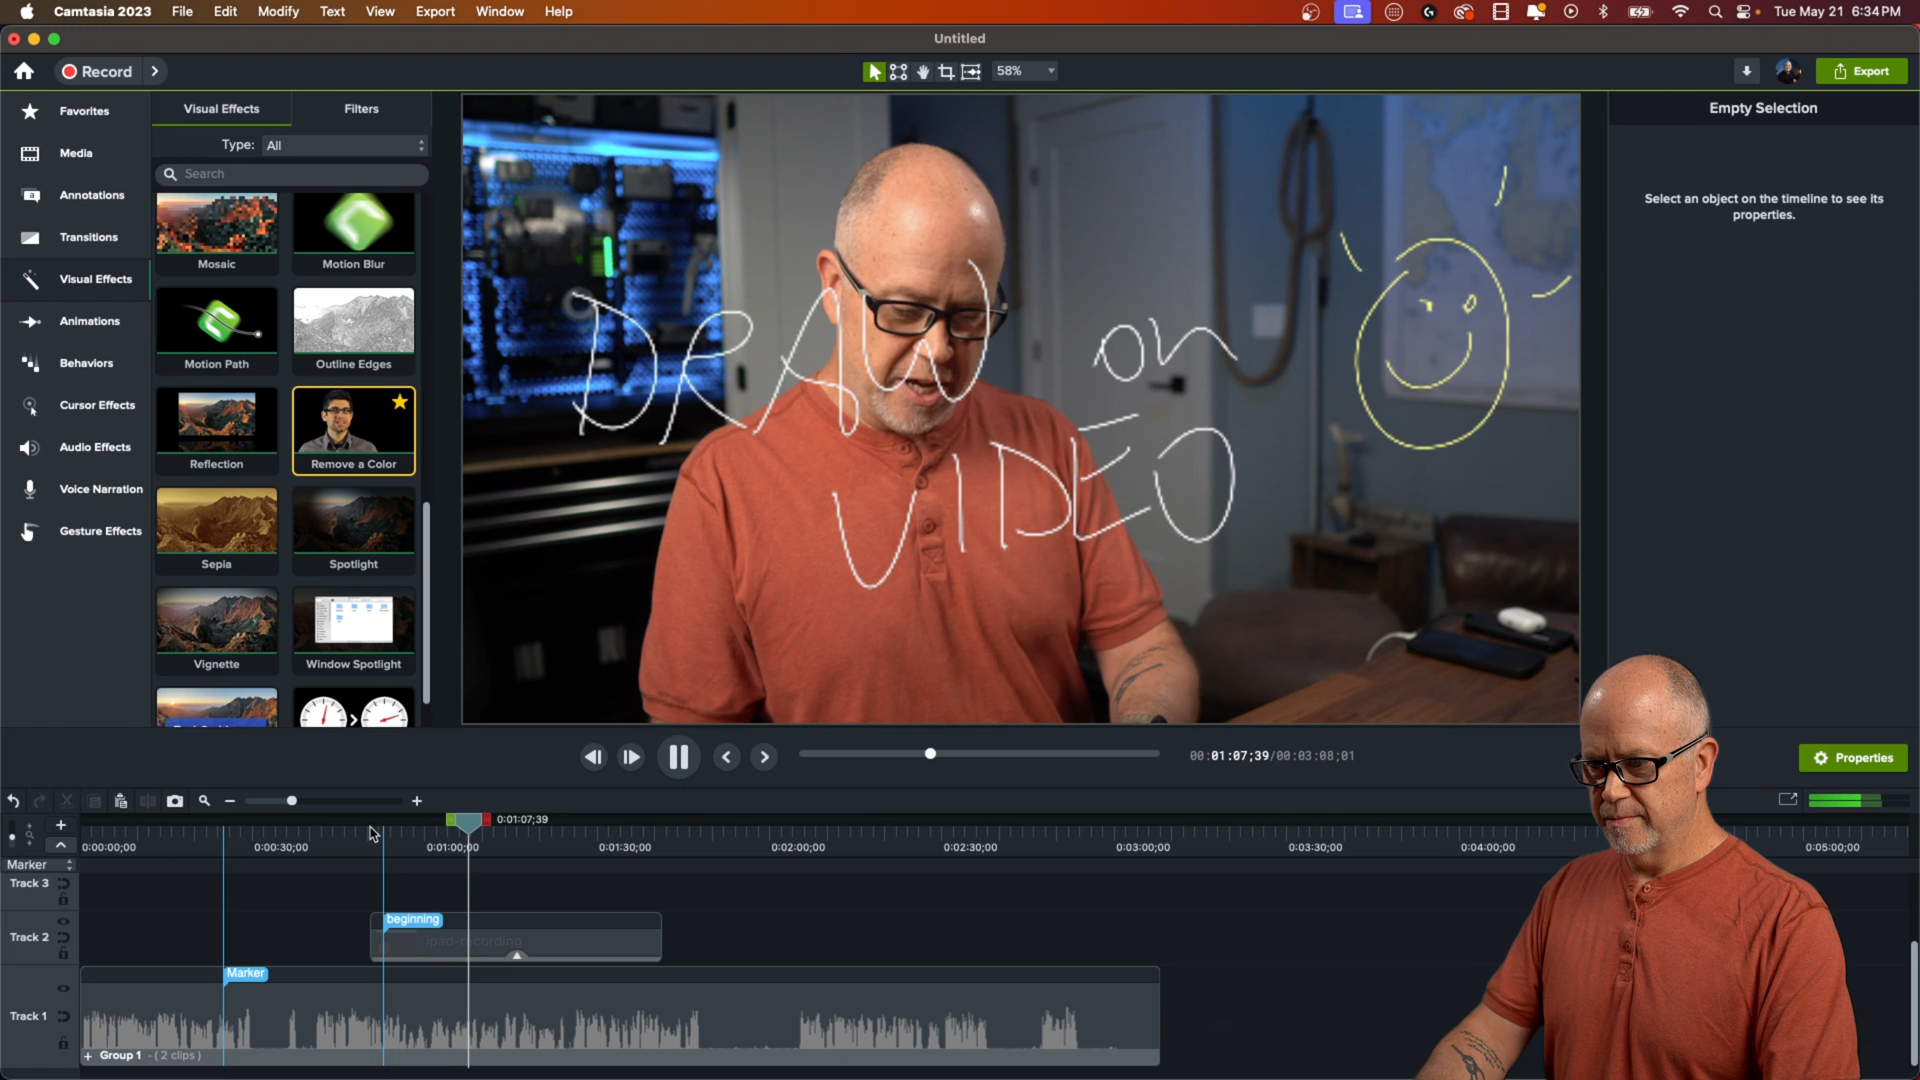 Camtasia 2023 File Edit Modify Text View Export Window Help
Tue May 21 6:34 PM
Untitled
Record
58%
Export
Favorites
Media
Annotations
Transitions
Visual Effects
Animations
Behaviors
Cursor Effects
Audio Effects
Voice Narration
Gesture Effects
Visual Effects Filters
Type: All
Search
Mosaic Motion Blur
Motion Path Outline Edges
Reflection Remove a Color
Sepia Spotlight
Vignette Window Spotlight
DRAW on
VIDEO
Empty Selection
Select an object on the timeline to see its
properties.
00:01:07;39/00:03:08;01
Properties
0:01:07;39
0:00:00;00 0:00:30;00 0:01:00;00 0:01:30;00 0:02:00;00 0:02:30;00 0:03:00;00 0:03:30;00 0:04:00;00 0:05:00;00
Marker
Track 3
beginning
Track 2
ipad-recording
Marker
Track 1
+ Group 1 - ( 2 clips )